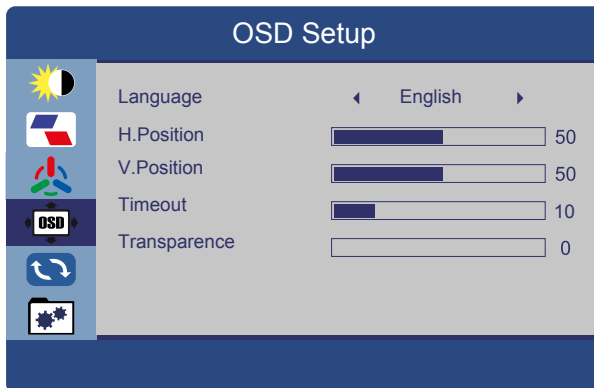 OSD Setup
Language English
H.Position 50
V.Position 50
Timeout 10
OSD
Transparence 0